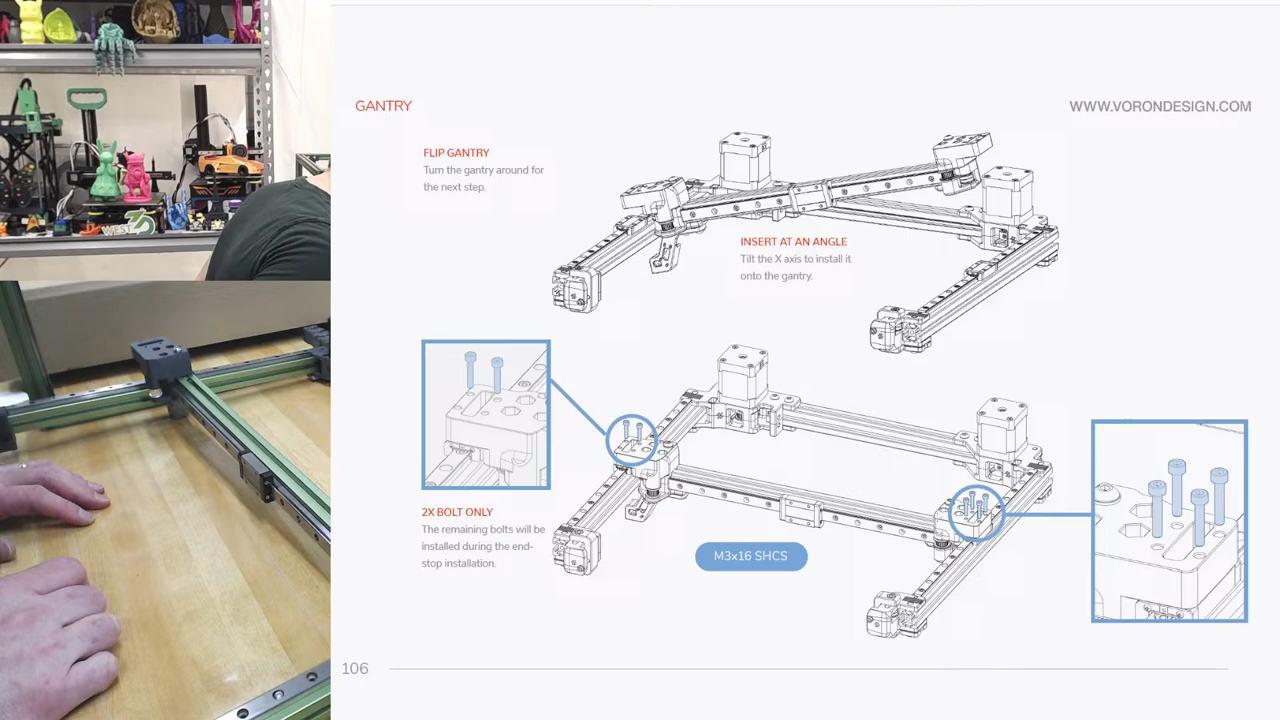 GANTRY
WWW.VORONDESIGN.COM
FLIP GANTRY
Turn the gantry around for
the next step.
INSERT AT AN ANGLE
Tilt the X axis to install it
onto the gantry.
2X BOLT ONLY
The remaining bolts will be
installed during the end-
stop installation.
M3x16 SHCS
106
WEST3D